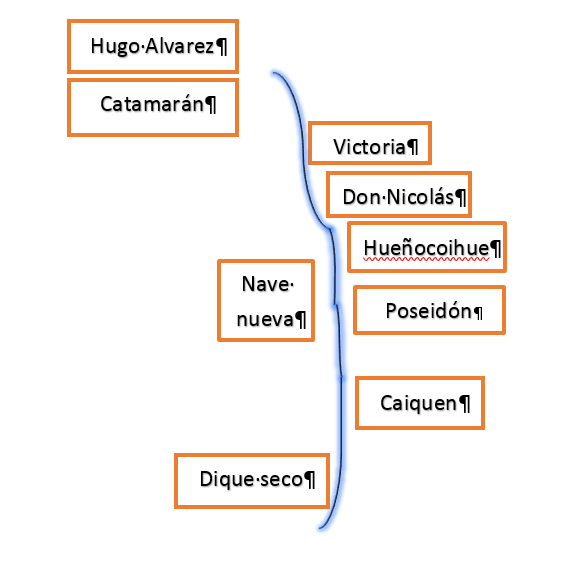 Hugo·Alvarez¶
Catamarán¶
Victoria¶
Don·Nicolás¶
Hueñocoihue¶
Nave·
nueva¶
Poseidón¶
Caiquen¶
Dique·seco¶